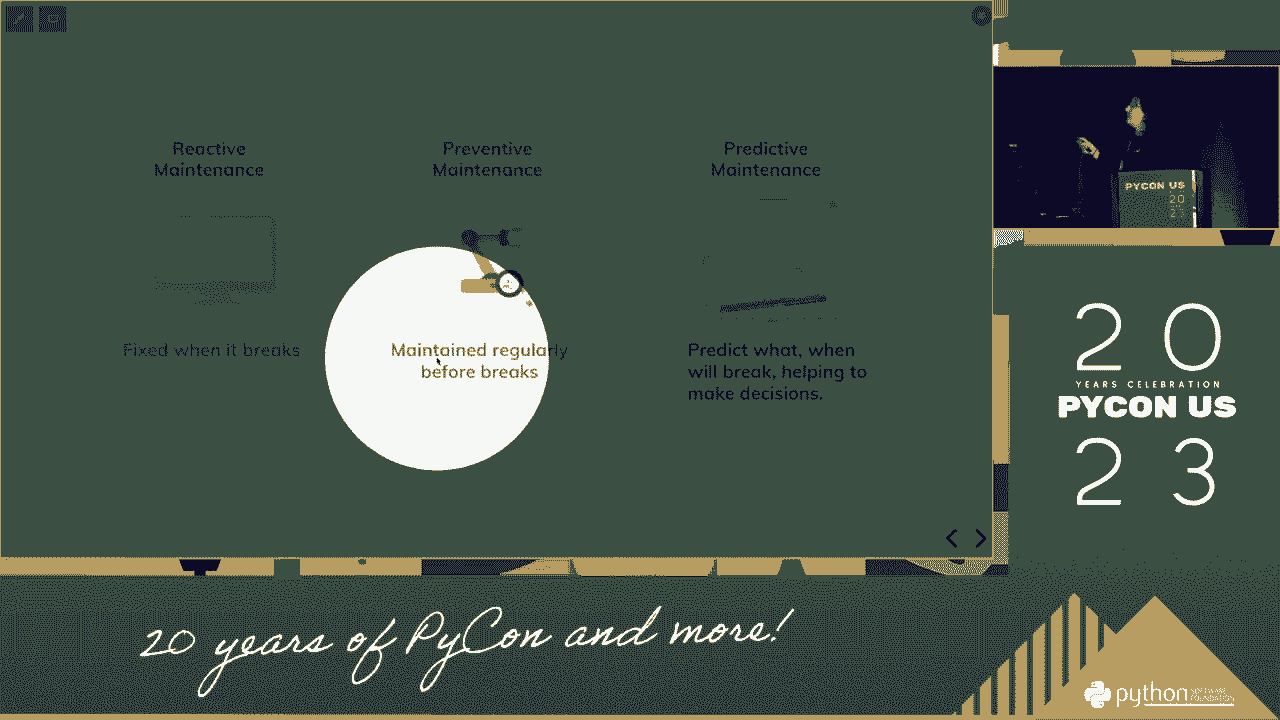 Reactive
Maintenance
Preventive
Maintenance
Predictive
Maintenance
Fixed when it breaks
Maintained regularly
before breaks
Predict what, when
will break, helping to
make decisions.
PYCON US
20
23
20
YEARS CELEBRATION
PYCON US
23
20 years of PyCon and more!
python
SOFTWARE
FOUNDATION